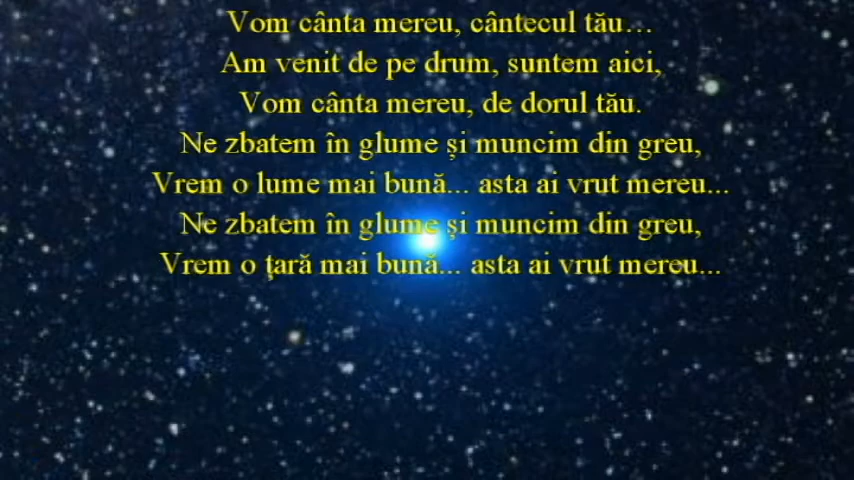 Vom cânta mereu, cântecul tău…
Am venit de pe drum, suntem aici,
Vom cânta mereu, de dorul tău.
Ne zbatem în glume și muncim din greu,
Vrem o lume mai bună... asta ai vrut mereu...
Ne zbatem în glume și muncim din greu,
Vrem o țară mai bună... asta ai vrut mereu...